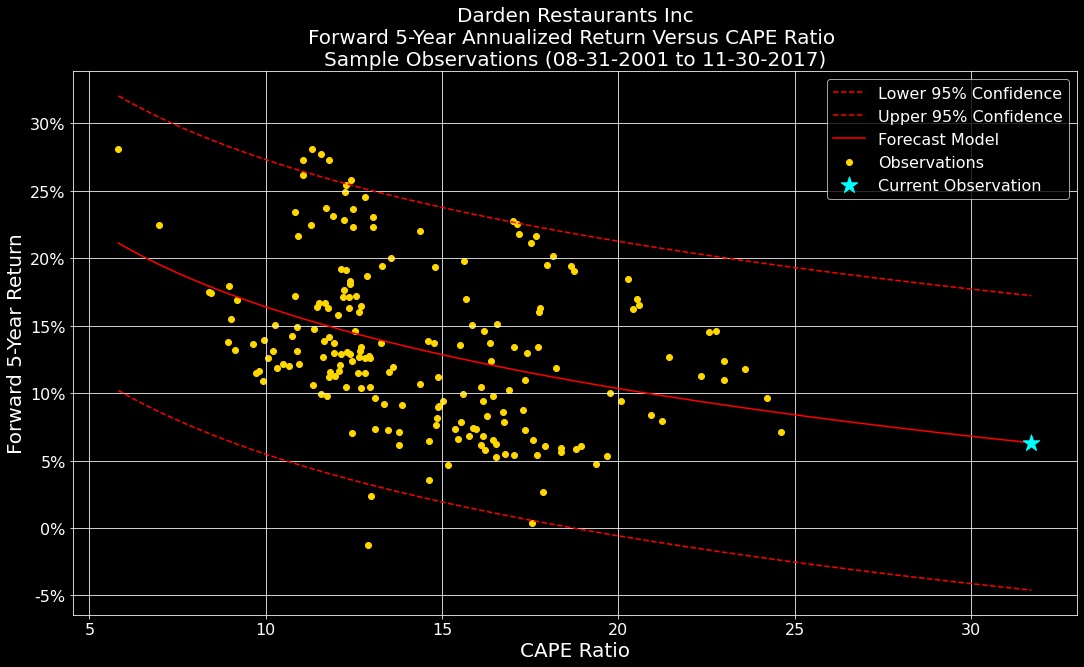 Darden Restaurants Inc
Forward 5-Year Annualized Return Versus CAPE Ratio
Sample Observations (08-31-2001 to 11-30-2017)
Lower 95% Confidence
Upper 95% Confidence
Forecast Model
Observations
Current Observation
Forward 5-Year Return
30%
25%
20%
15%
10%
5%
0%
-5%
5
10
15
20
25
30
CAPE Ratio